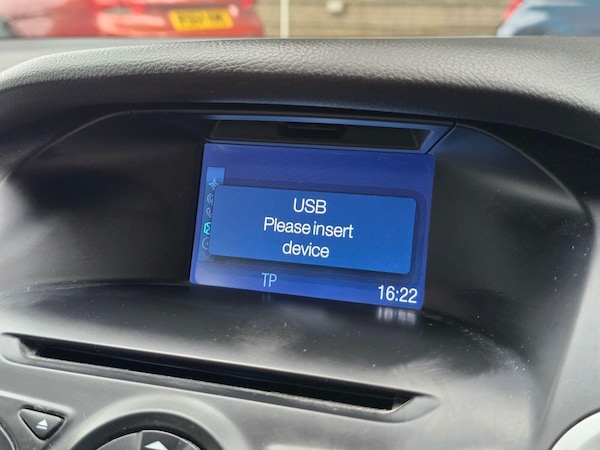 USB
Please insert
device
TP
16:22